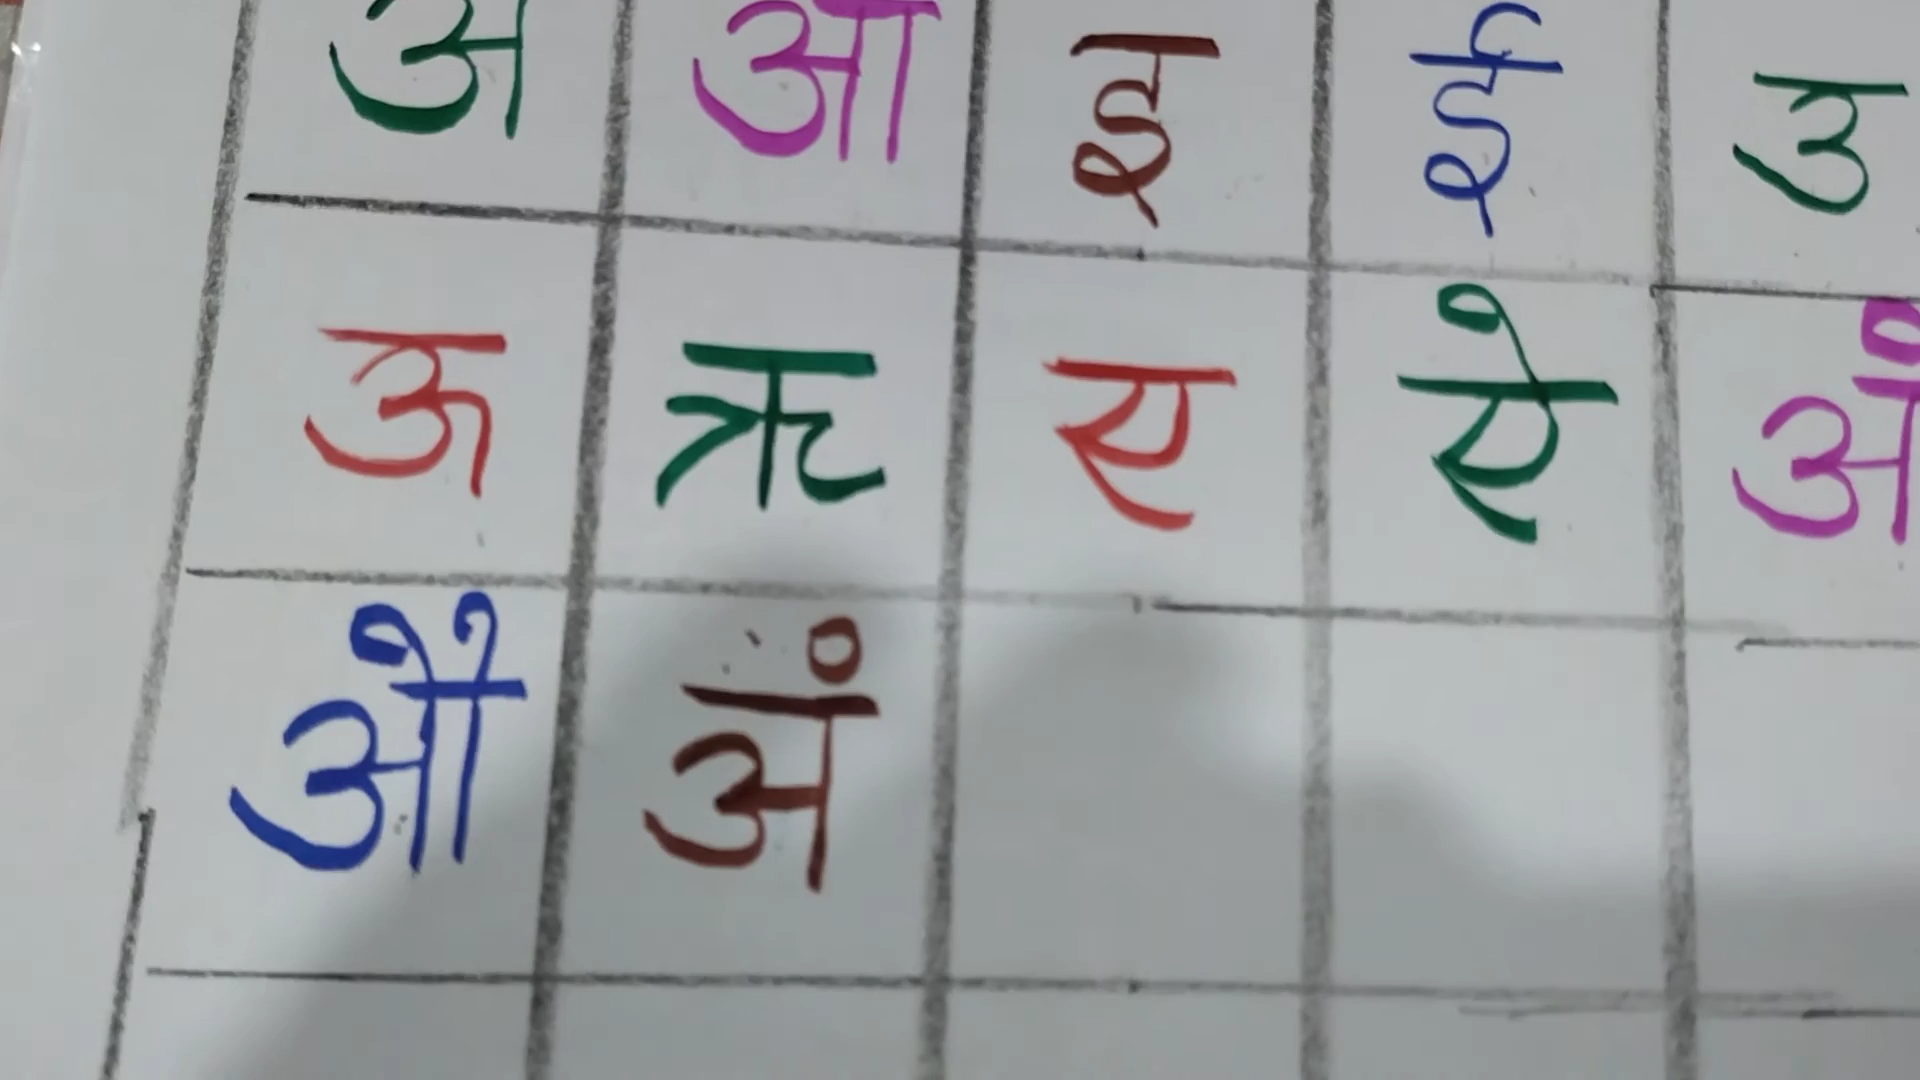 अ आ इ ई उ
ऊ ऋ ए ऐ
औ अं